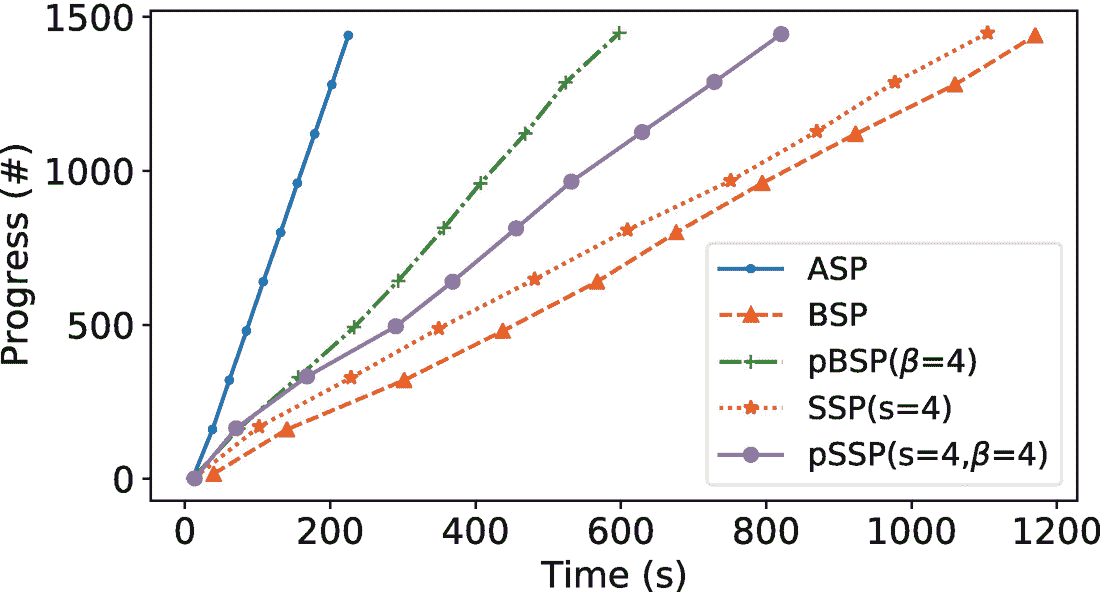 Progress (#)
1500
1000
500
0
0 200 400 600 800 1000 1200
Time (s)
ASP
BSP
pBSP(β=4)
SSP(s=4)
pSSP(s=4,β=4)